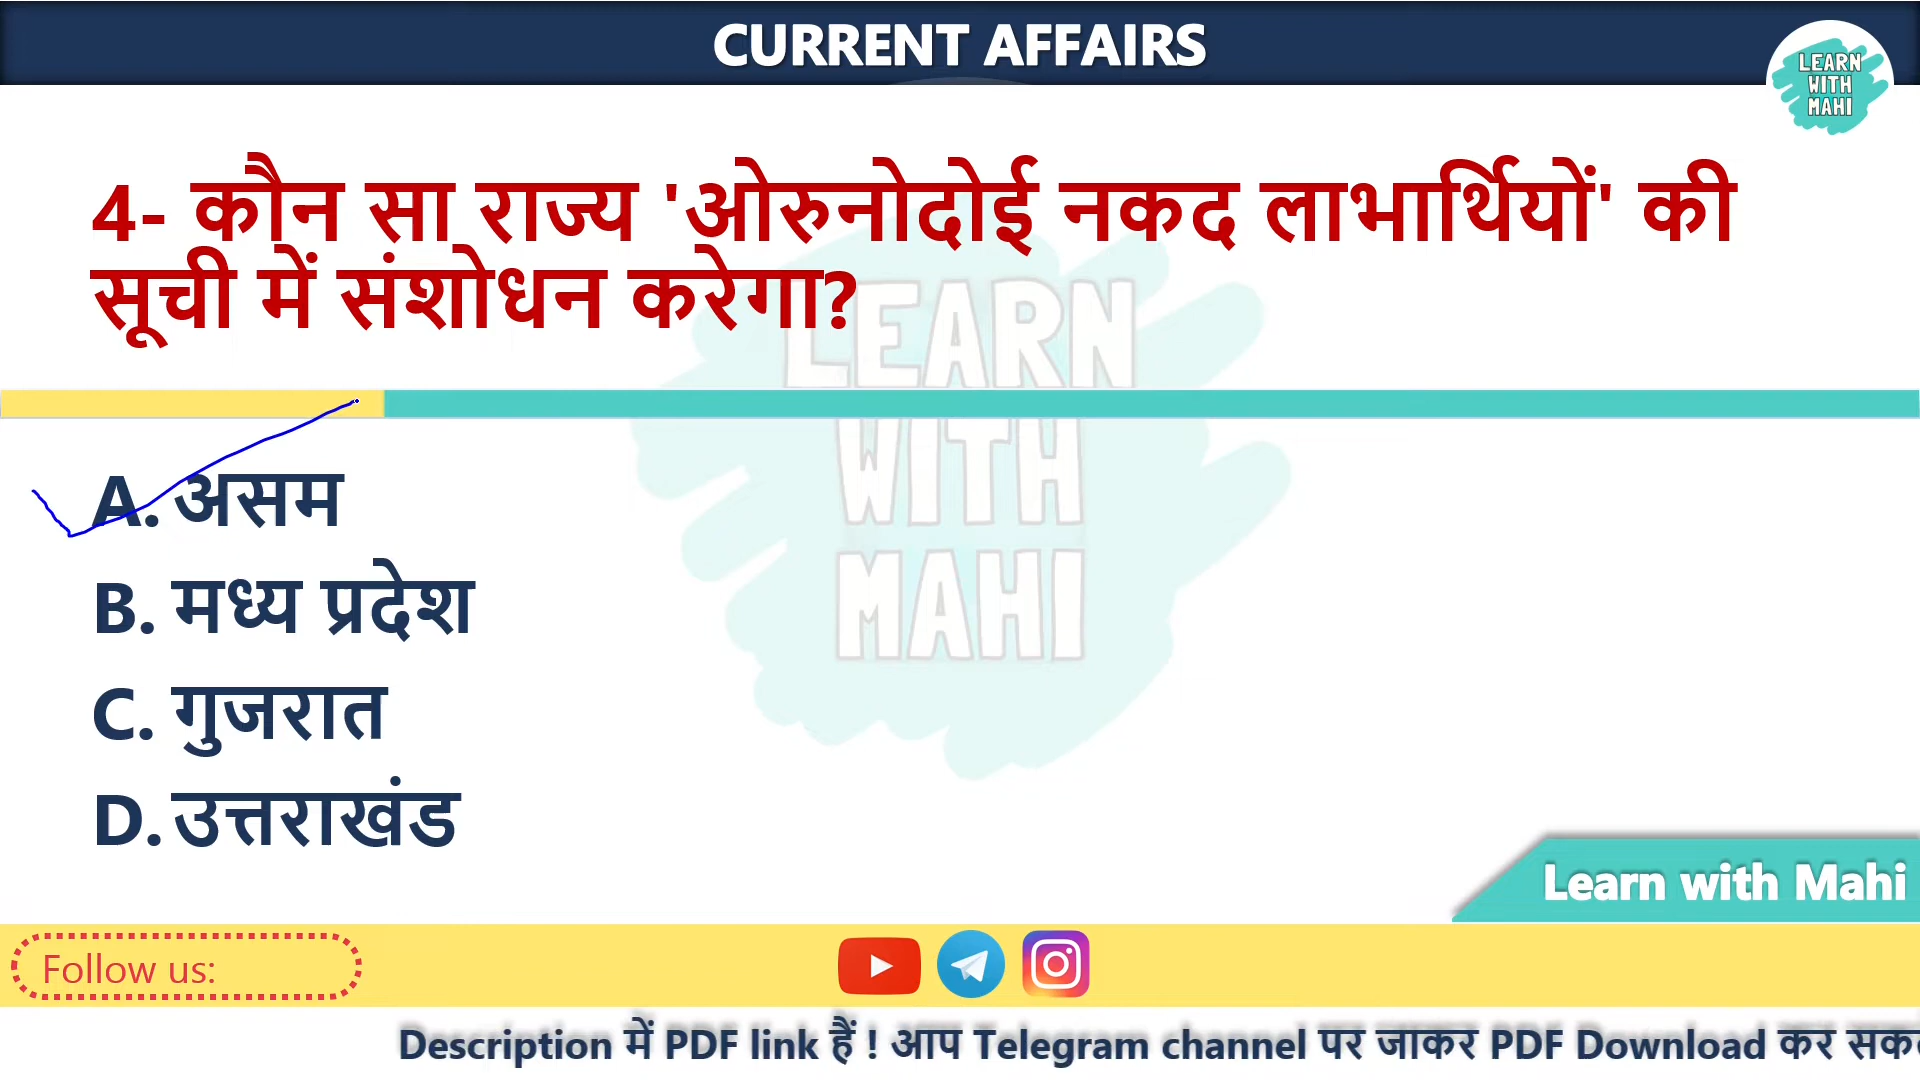 CURRENT AFFAIRS
LEARN
WITH
MAHI
4- कौन सा राज्य 'ओरुनोदोई नकद लाभार्थियों' की
सूची में संशोधन करेगा?
LEARN
WITH
MAHI
A. असम
B. मध्य प्रदेश
C. गुजरात
D. उत्तराखंड
Learn with Mahi
Follow us:
Description में PDF link हैं ! आप Telegram channel पर जाकर PDF Download कर